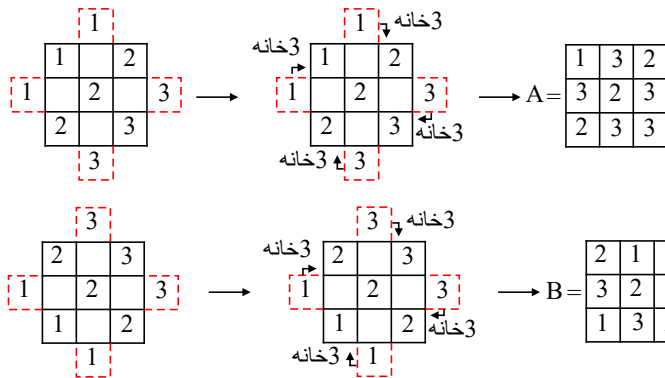 1
1 2
1 2 3
2 3
3
1 3خانه
3خانه 1 2
1 2 3
2 3 3خانه
3خانه 3
1 3 2
A= 3 2 3
2 3 3
3
2 3
1 2 3
1 2
1
3 3خانه
3خانه 2 3
1 2 3
1 2 3خانه
3خانه 1
2 1
B= 3 2
1 3